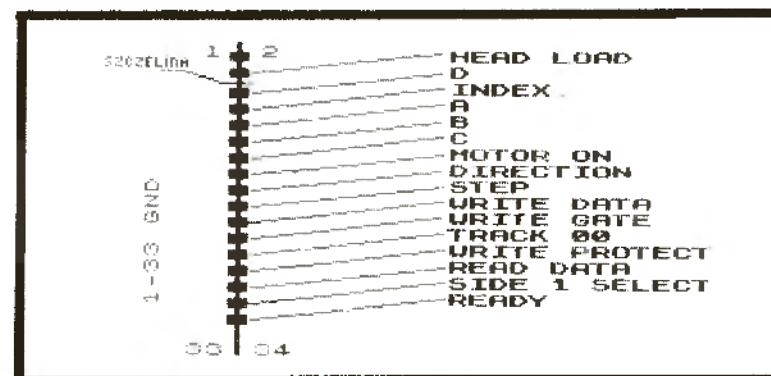 1 2
SZCZELINA
HEAD LOAD
D
INDEX
A
B
C
MOTOR ON
DIRECTION
STEP
WRITE DATA
WRITE GATE
TRACK 00
WRITE PROTECT
READ DATA
SIDE 1 SELECT
READY
1-33 GND
33 34